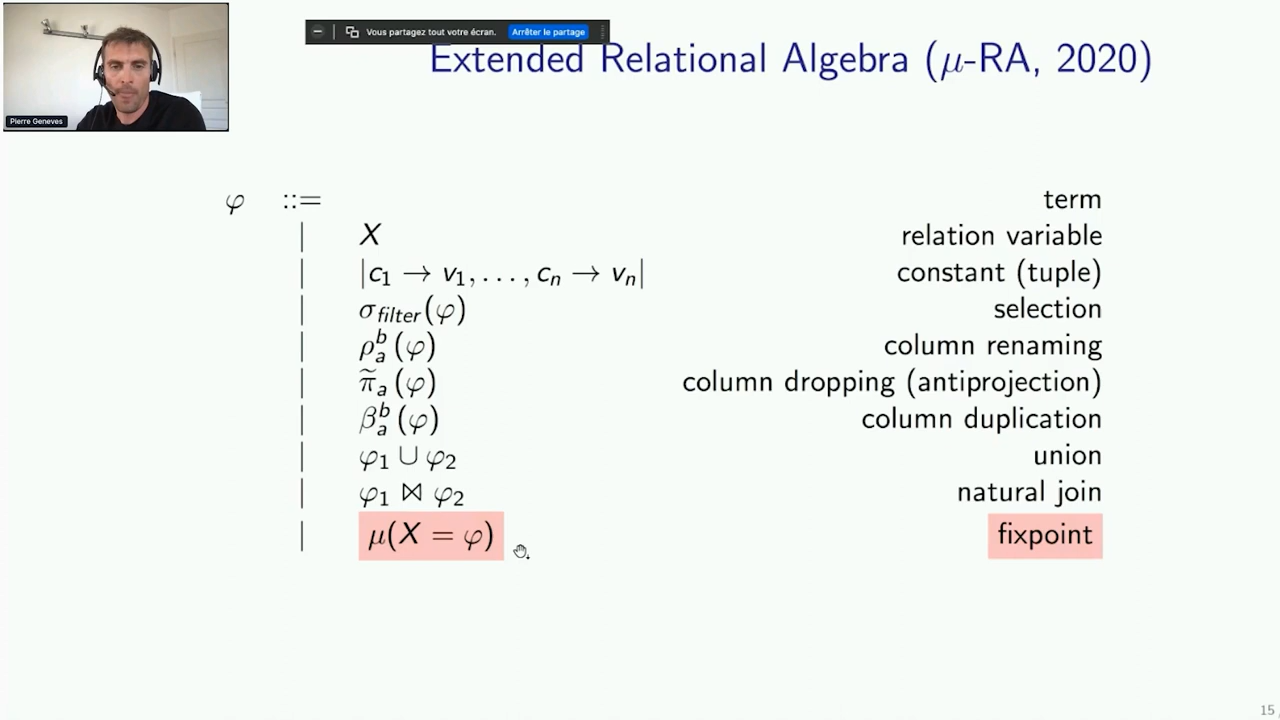 Vous partagez tout votre écran. Arrêter le partage
Pierre Geneves
Extended Relational Algebra (μ-RA, 2020)
φ ::= term
| X relation variable
| |c₁ → v₁, . . . , cₙ → vₙ| constant (tuple)
| σ_filter(φ) selection
| ρ_a^b(φ) column renaming
| π̃_a(φ) column dropping (antiprojection)
| β_a^b(φ) column duplication
| φ₁ ∪ φ₂ union
| φ₁ ⋈ φ₂ natural join
| μ(X = φ) fixpoint
15